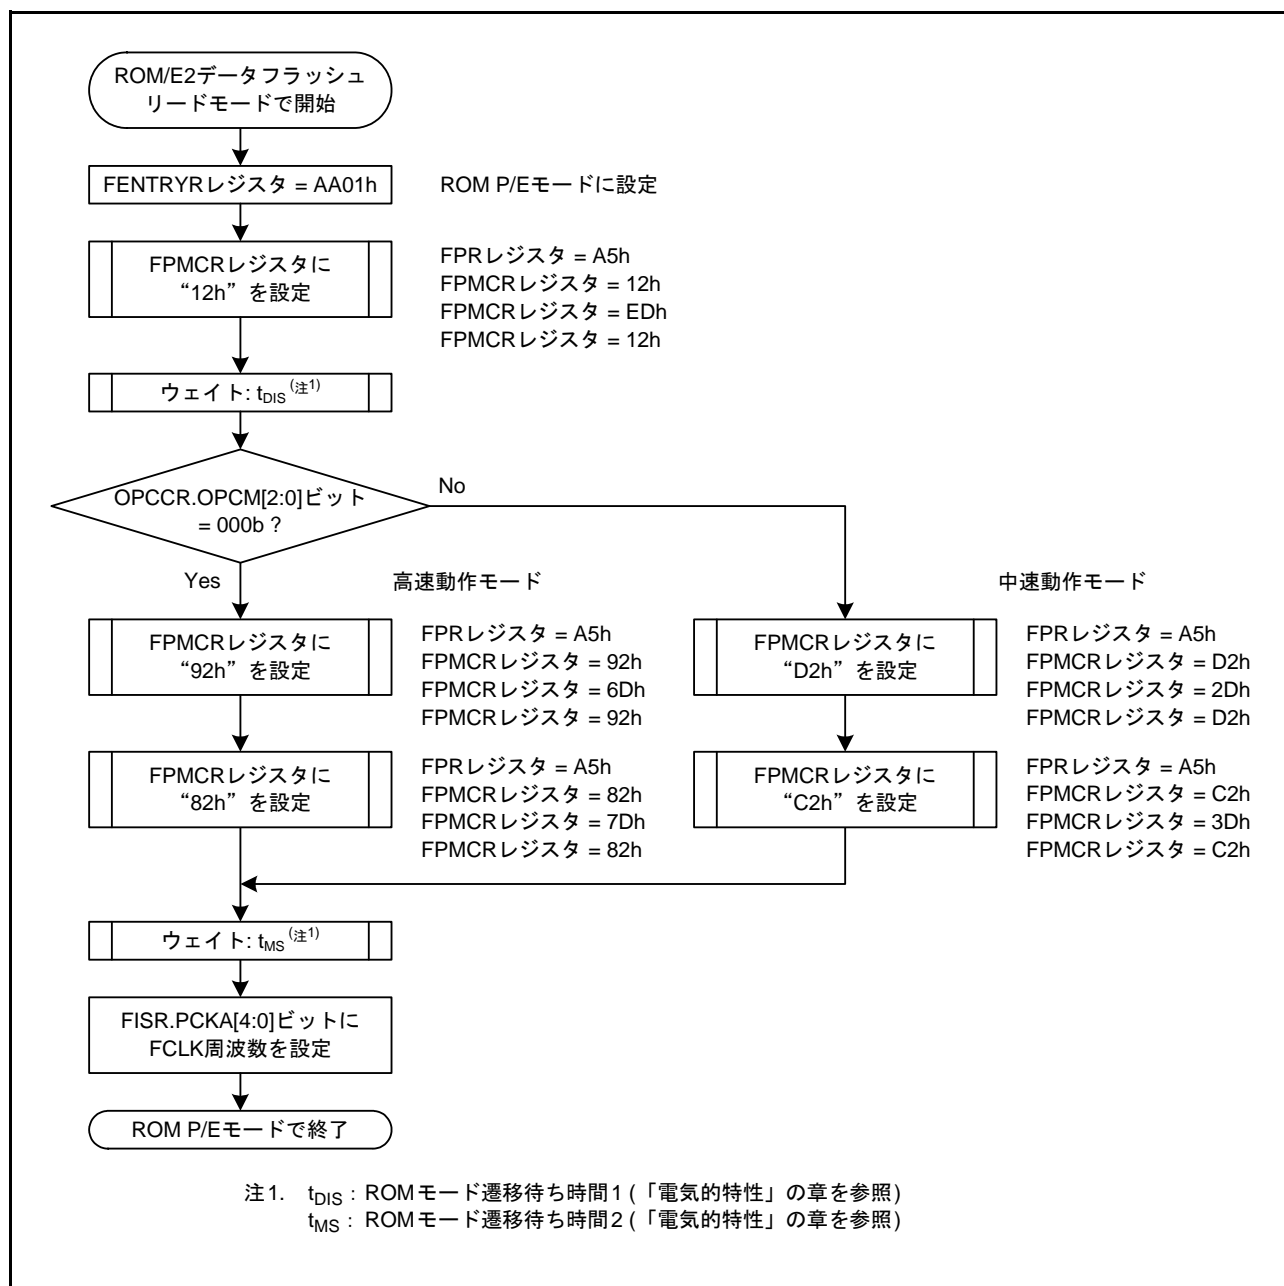 ROM/E2データフラッシュ
リードモードで開始
FENTRYRレジスタ = AA01h
ROM P/Eモードに設定
FPMCRレジスタに
“12h”を設定
FPRレジスタ = A5h
FPMCRレジスタ = 12h
FPMCRレジスタ = EDh
FPMCRレジスタ = 12h
ウェイト: tDIS (注1)
OPCCR.OPCM[2:0]ビット
= 000b ?
No
Yes
高速動作モード
FPMCRレジスタに
“92h”を設定
FPRレジスタ = A5h
FPMCRレジスタ = 92h
FPMCRレジスタ = 6Dh
FPMCRレジスタ = 92h
FPMCRレジスタに
“82h”を設定
FPRレジスタ = A5h
FPMCRレジスタ = 82h
FPMCRレジスタ = 7Dh
FPMCRレジスタ = 82h
中速動作モード
FPMCRレジスタに
“D2h”を設定
FPRレジスタ = A5h
FPMCRレジスタ = D2h
FPMCRレジスタ = 2Dh
FPMCRレジスタ = D2h
FPMCRレジスタに
“C2h”を設定
FPRレジスタ = A5h
FPMCRレジスタ = C2h
FPMCRレジスタ = 3Dh
FPMCRレジスタ = C2h
ウェイト: tMS (注1)
FISR.PCKA[4:0]ビットに
FCLK周波数を設定
ROM P/Eモードで終了
注1. tDIS : ROMモード遷移待ち時間1 (「電気的特性」の章を参照)
tMS : ROMモード遷移待ち時間2 (「電気的特性」の章を参照)